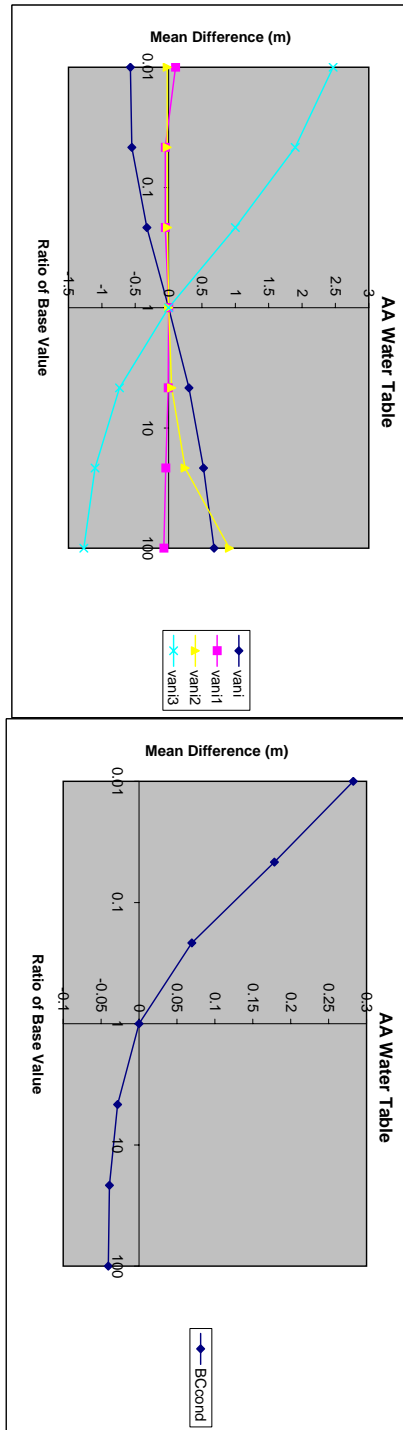 AA Water Table
Mean Difference (m)
3
2.5
2
1.5
1
0.5
0
-0.5
-1
-1.5
0.01
0.1
1
10
100
Ratio of Base Value
vani
vani1
vani2
vani3
AA Water Table
Mean Difference (m)
0.3
0.25
0.2
0.15
0.1
0.05
0
-0.05
-0.1
0.01
0.1
1
10
100
Ratio of Base Value
BCcond